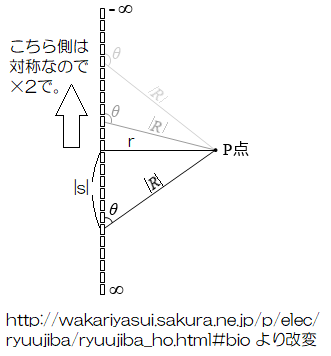 -∞
こちら側は
対称なので
×2で。
θ
|R|
θ
|R|
r
P点
|s|
|R|
θ
∞
http://wakariyasui.sakura.ne.jp/p/elec/
ryuujiba/ryuujiba_ho.html#bio より改変